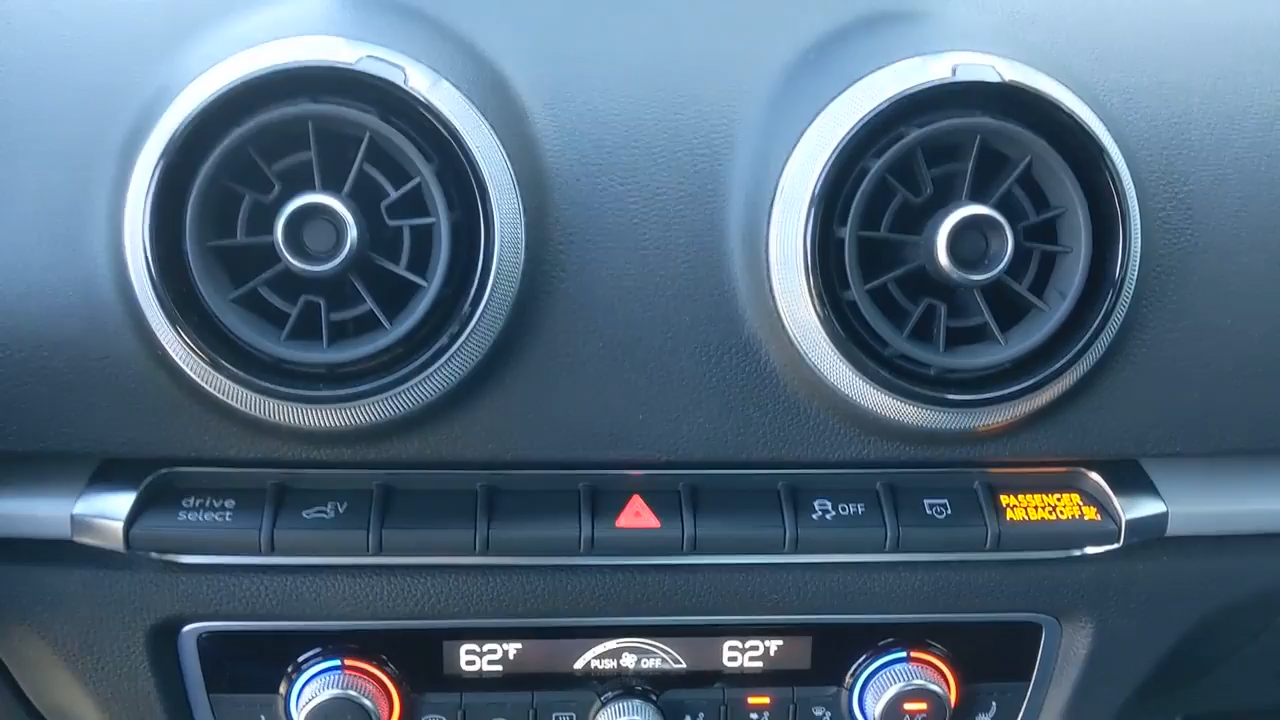 drive
select
EV
OFF
PASSENGER
AIR BAG OFF
62°F
PUSH OFF
62°F
A/C